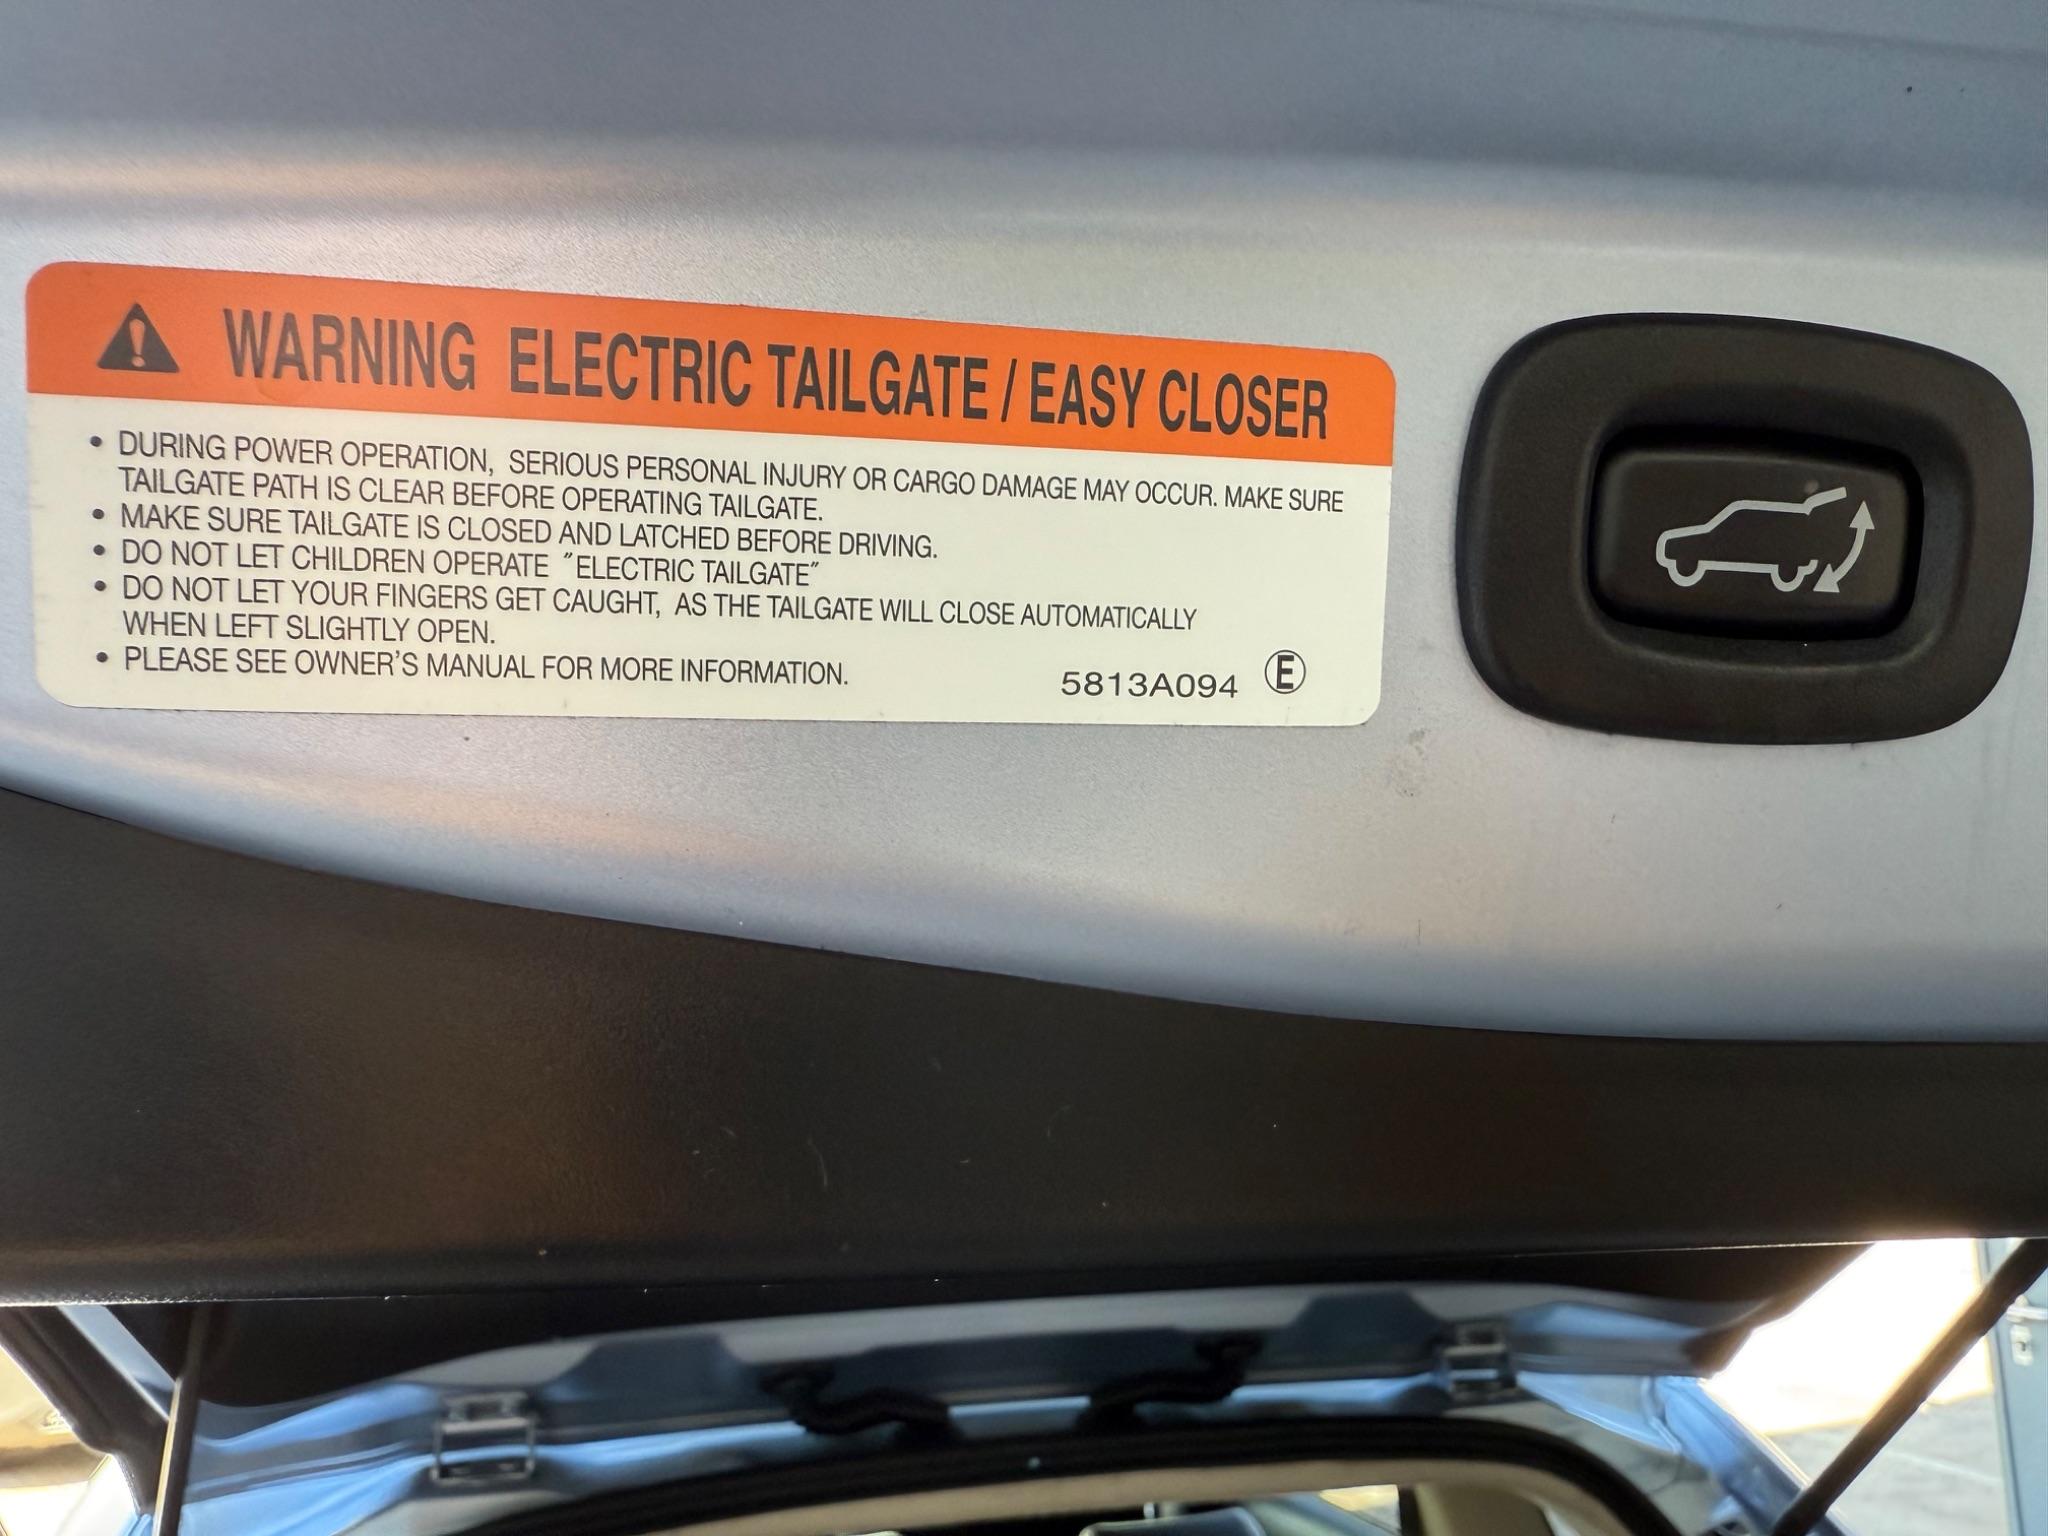 WARNING ELECTRIC TAILGATE / EASY CLOSER
• DURING POWER OPERATION, SERIOUS PERSONAL INJURY OR CARGO DAMAGE MAY OCCUR. MAKE SURE
TAILGATE PATH IS CLEAR BEFORE OPERATING TAILGATE.
• MAKE SURE TAILGATE IS CLOSED AND LATCHED BEFORE DRIVING.
• DO NOT LET CHILDREN OPERATE "ELECTRIC TAILGATE"
• DO NOT LET YOUR FINGERS GET CAUGHT, AS THE TAILGATE WILL CLOSE AUTOMATICALLY
WHEN LEFT SLIGHTLY OPEN.
• PLEASE SEE OWNER'S MANUAL FOR MORE INFORMATION.
5813A094 Ⓔ